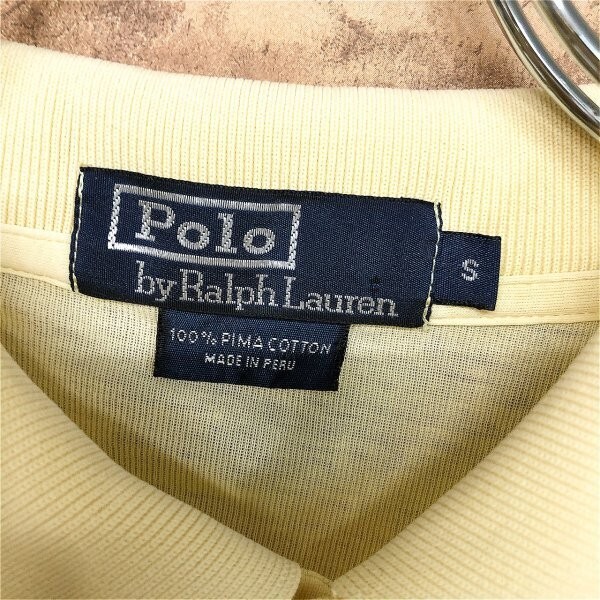 Polo
by Ralph Lauren
S
100% PIMA COTTON
MADE IN PERU